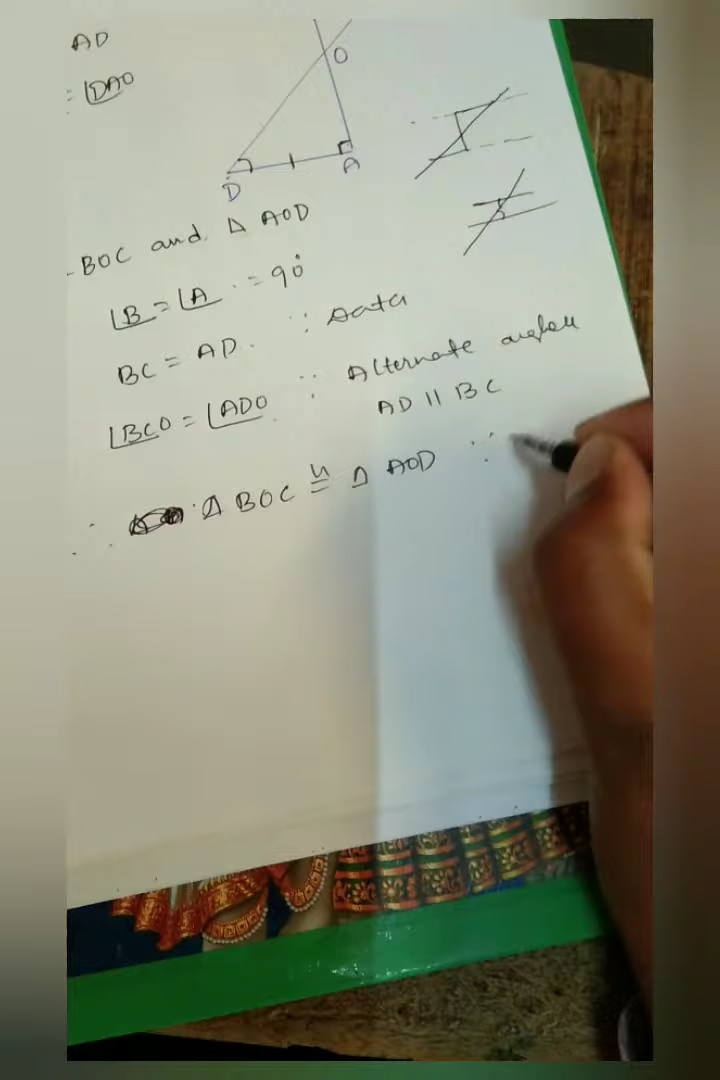 AD
= ∠DAO
O
D
A
BOC and. Δ AOD
∠B = ∠A . = 90°
BC = AD. ∵ Data
∠BCO = ∠ADO. ∵ Alternate angles
AD || BC
∴ Δ BOC ≅ Δ AOD ∵